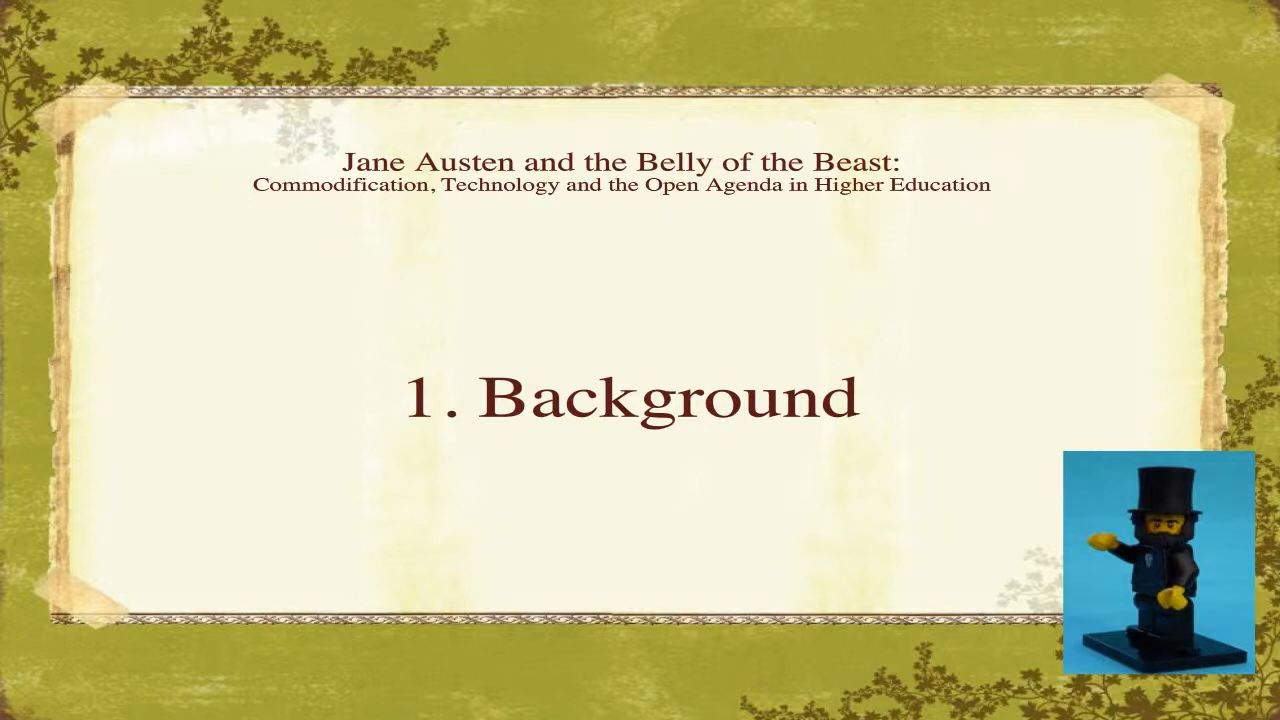 Jane Austen and the Belly of the Beast:
Commodification, Technology and the Open Agenda in Higher Education
1. Background